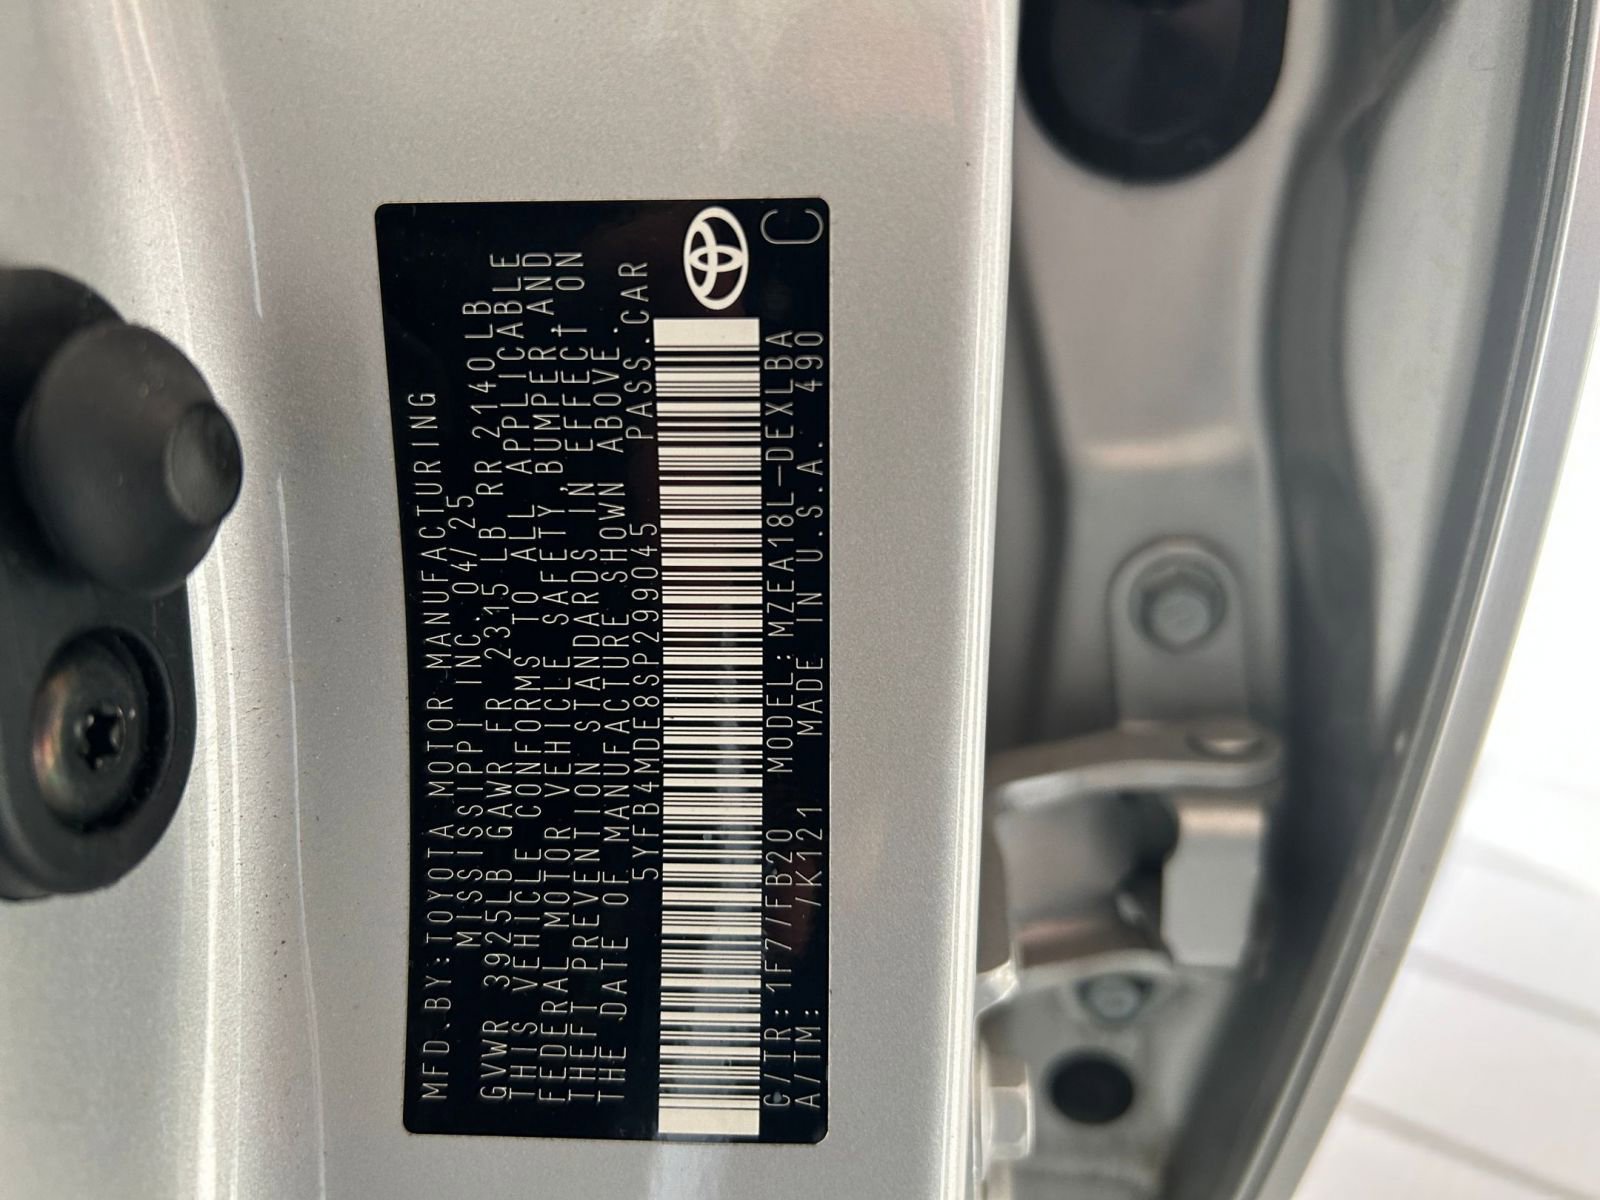 MFD.BY:TOYOTA MOTOR MANUFACTURING
MISSISSIPPI INC. 04/25
GVWR 3925LB GAWR FR 2315 LB RR 2140LB
THIS VEHICLE CONFORMS TO ALL APPLICABLE
FEDERAL MOTOR VEHICLE SAFETY, BUMPER, AND
THEFT PREVENTION STANDARDS IN EFFECT ON
THE DATE OF MANUFACTURE SHOWN ABOVE.
5YFB4MDE8SP299045 PASS.CAR
C/TR: 1F7/FB20 MODEL:MZEA18L-DEXLBA
A/TM: /K121 MADE IN U.S.A. 490 C